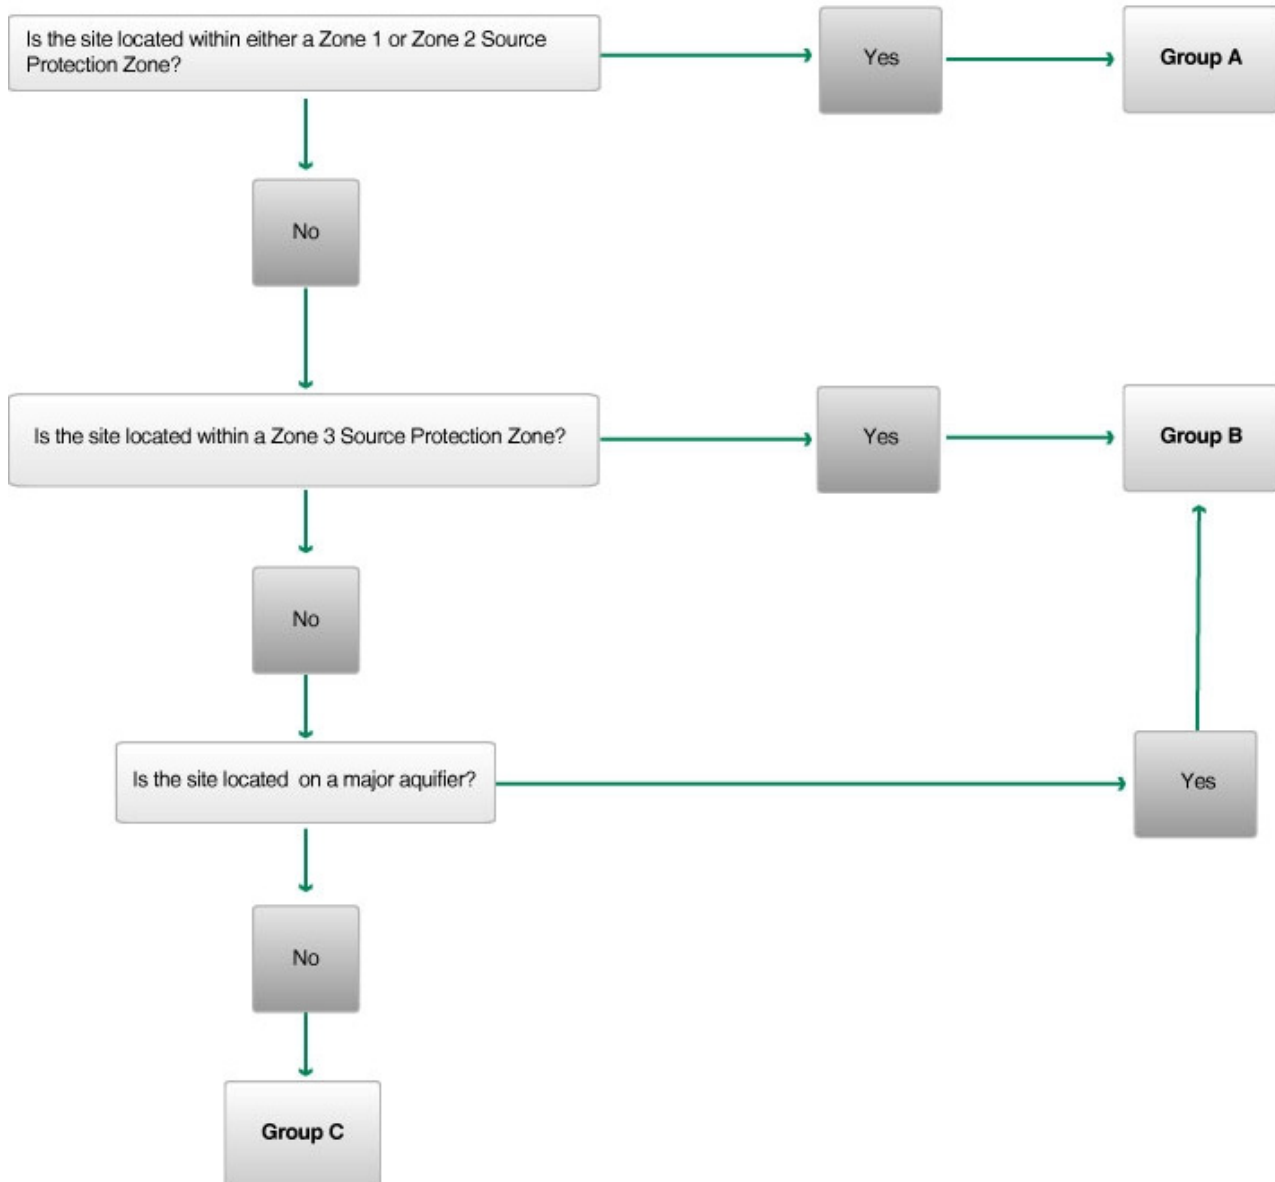 Is the site located within either a Zone 1 or Zone 2 Source
Protection Zone?
Yes
Group A
No
Is the site located within a Zone 3 Source Protection Zone?
Yes
Group B
No
Is the site located  on a major aquifier?
Yes
No
Group C